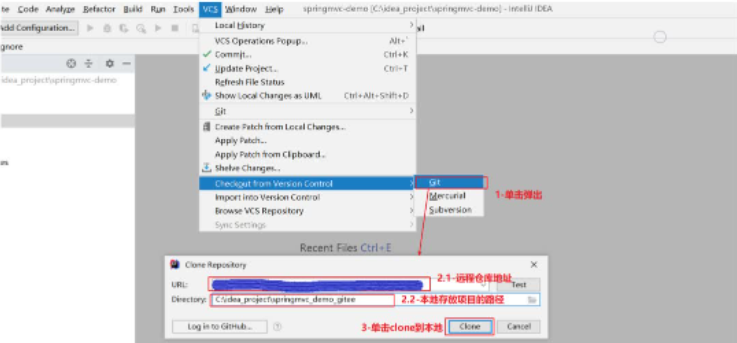 te Code Analyze Refactor Build Run Tools VCS Window Help springmvc-demo [C:\idea_project\springmvc-demo] - IntelliJ IDEA
Add Configuration...
Local History
gnore
VCS Operations Popup... Alt+`
Commit... Ctrl+K
Update Project... Ctrl+T
idea_project\springmvc-demo
Refresh File Status
Show Local Changes as UML Ctrl+Alt+Shift+D
Git
Create Patch from Local Changes...
Apply Patch...
Apply Patch from Clipboard...
Shelve Changes...
Checkout from Version Control Git
1-单击弹出
Import into Version Control Mercurial
Browse VCS Repository Subversion
Sync Settings
Recent Files Ctrl+E
Clone Repository
2.1-远程仓库地址
URL: Test
Directory: C:\idea_project\springmvc_demo_gitee 2.2-本地存放项目的路径
Log in to GitHub... 3-单击clone到本地 Clone Cancel